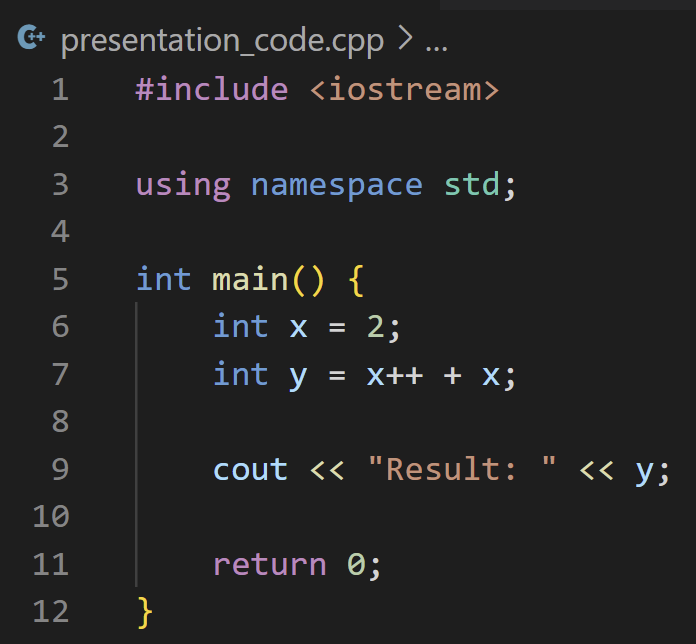 presentation_code.cpp > ...
1 #include <iostream>
2
3 using namespace std;
4
5 int main() {
6     int x = 2;
7     int y = x++ + x;
8
9     cout << "Result: " << y;
10
11     return 0;
12 }